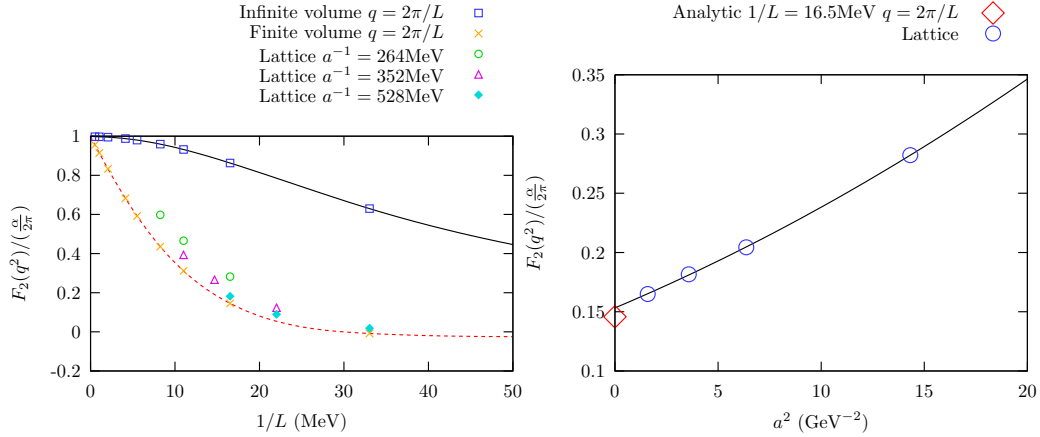 Infinite volume q = 2π/L
Finite volume q = 2π/L
Lattice a⁻¹ = 264MeV
Lattice a⁻¹ = 352MeV
Lattice a⁻¹ = 528MeV
1
0.8
0.6
0.4
0.2
0
-0.2
F₂(q²)/(α/2π)
0 10 20 30 40 50
1/L (MeV)
Analytic 1/L = 16.5MeV q = 2π/L
Lattice
0.35
0.3
0.25
0.2
0.15
0.1
F₂(q²)/(α/2π)
0 5 10 15 20
a² (GeV⁻²)